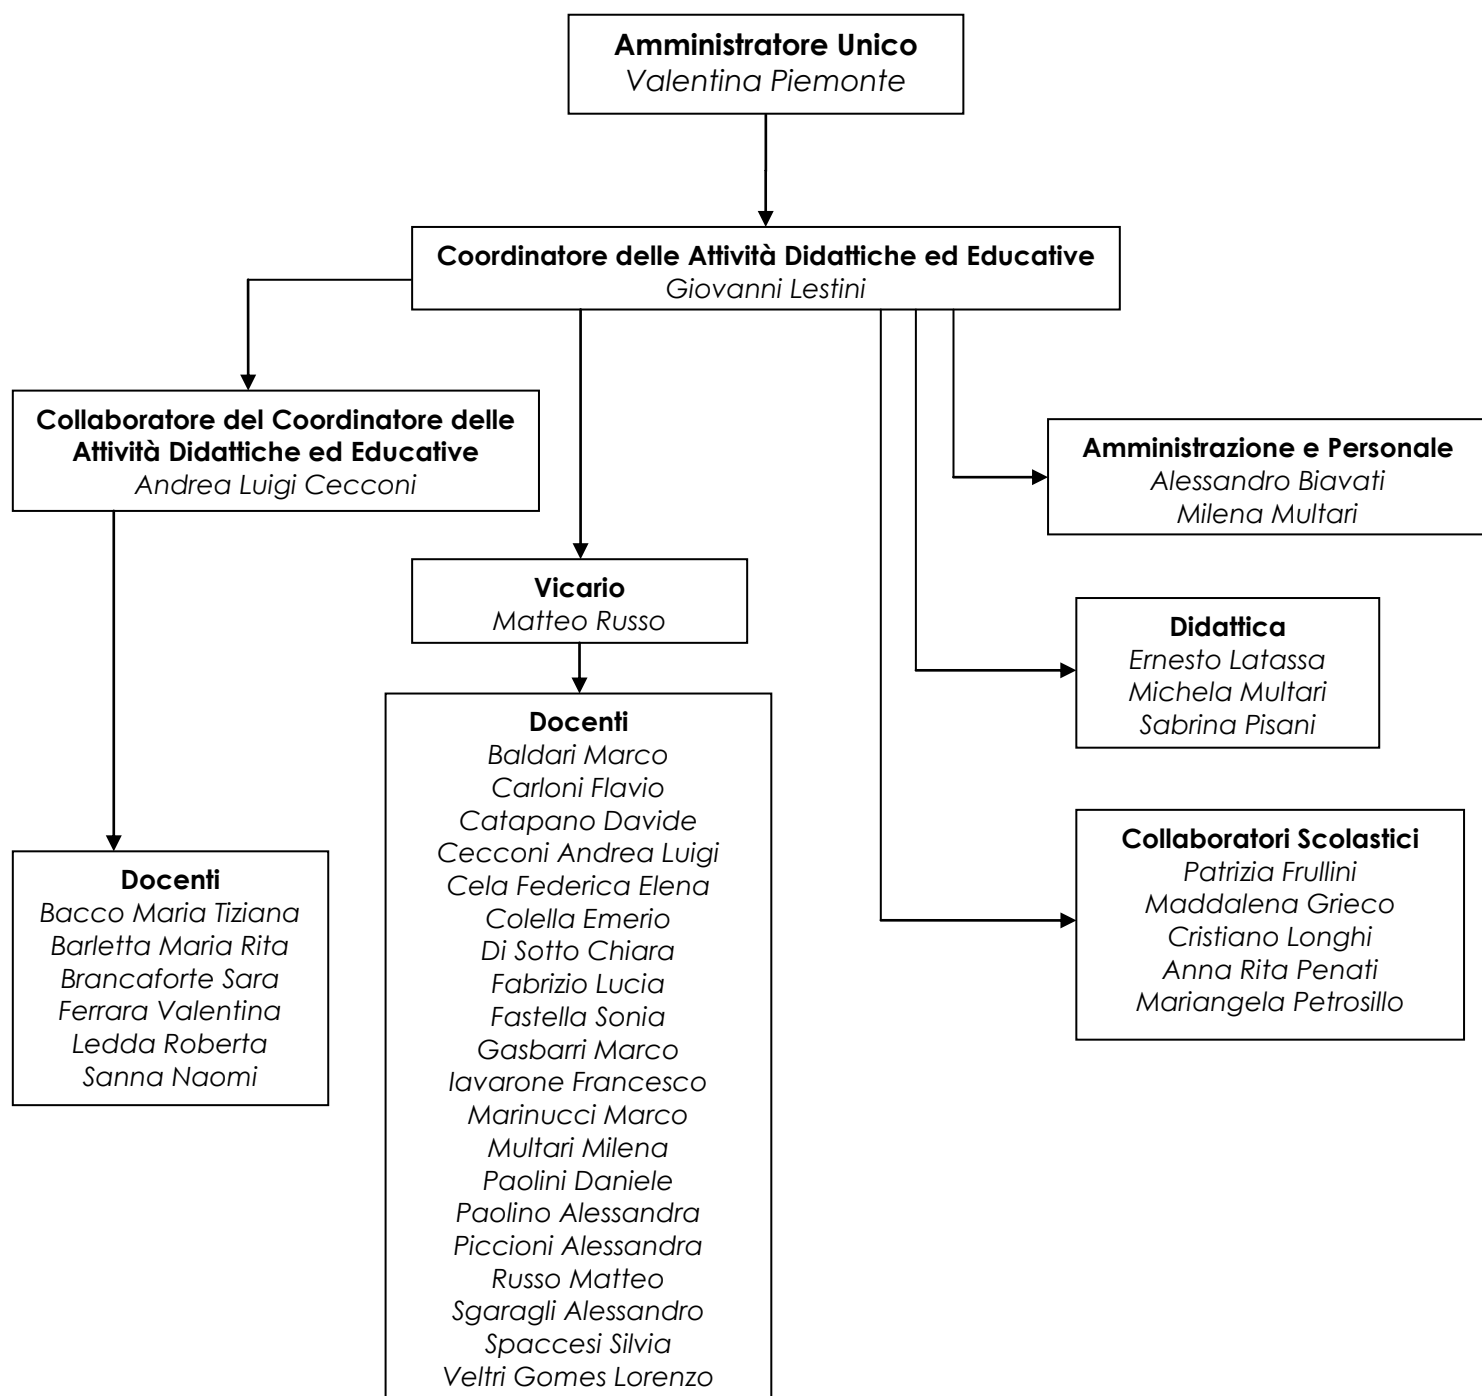 Amministratore Unico
Valentina Piemonte
Coordinatore delle Attività Didattiche ed Educative
Giovanni Lestini
Collaboratore del Coordinatore delle
Attività Didattiche ed Educative
Andrea Luigi Cecconi
Amministrazione e Personale
Alessandro Biavati
Milena Multari
Vicario
Matteo Russo
Didattica
Ernesto Latassa
Michela Multari
Sabrina Pisani
Docenti
Baldari Marco
Carloni Flavio
Catapano Davide
Cecconi Andrea Luigi
Cela Federica Elena
Colella Emerio
Di Sotto Chiara
Fabrizio Lucia
Fastella Sonia
Gasbarri Marco
Iavarone Francesco
Marinucci Marco
Multari Milena
Paolini Daniele
Paolino Alessandra
Piccioni Alessandra
Russo Matteo
Sgaragli Alessandro
Spaccesi Silvia
Veltri Gomes Lorenzo
Collaboratori Scolastici
Patrizia Frullini
Maddalena Grieco
Cristiano Longhi
Anna Rita Penati
Mariangela Petrosillo
Docenti
Bacco Maria Tiziana
Barletta Maria Rita
Brancaforte Sara
Ferrara Valentina
Ledda Roberta
Sanna Naomi